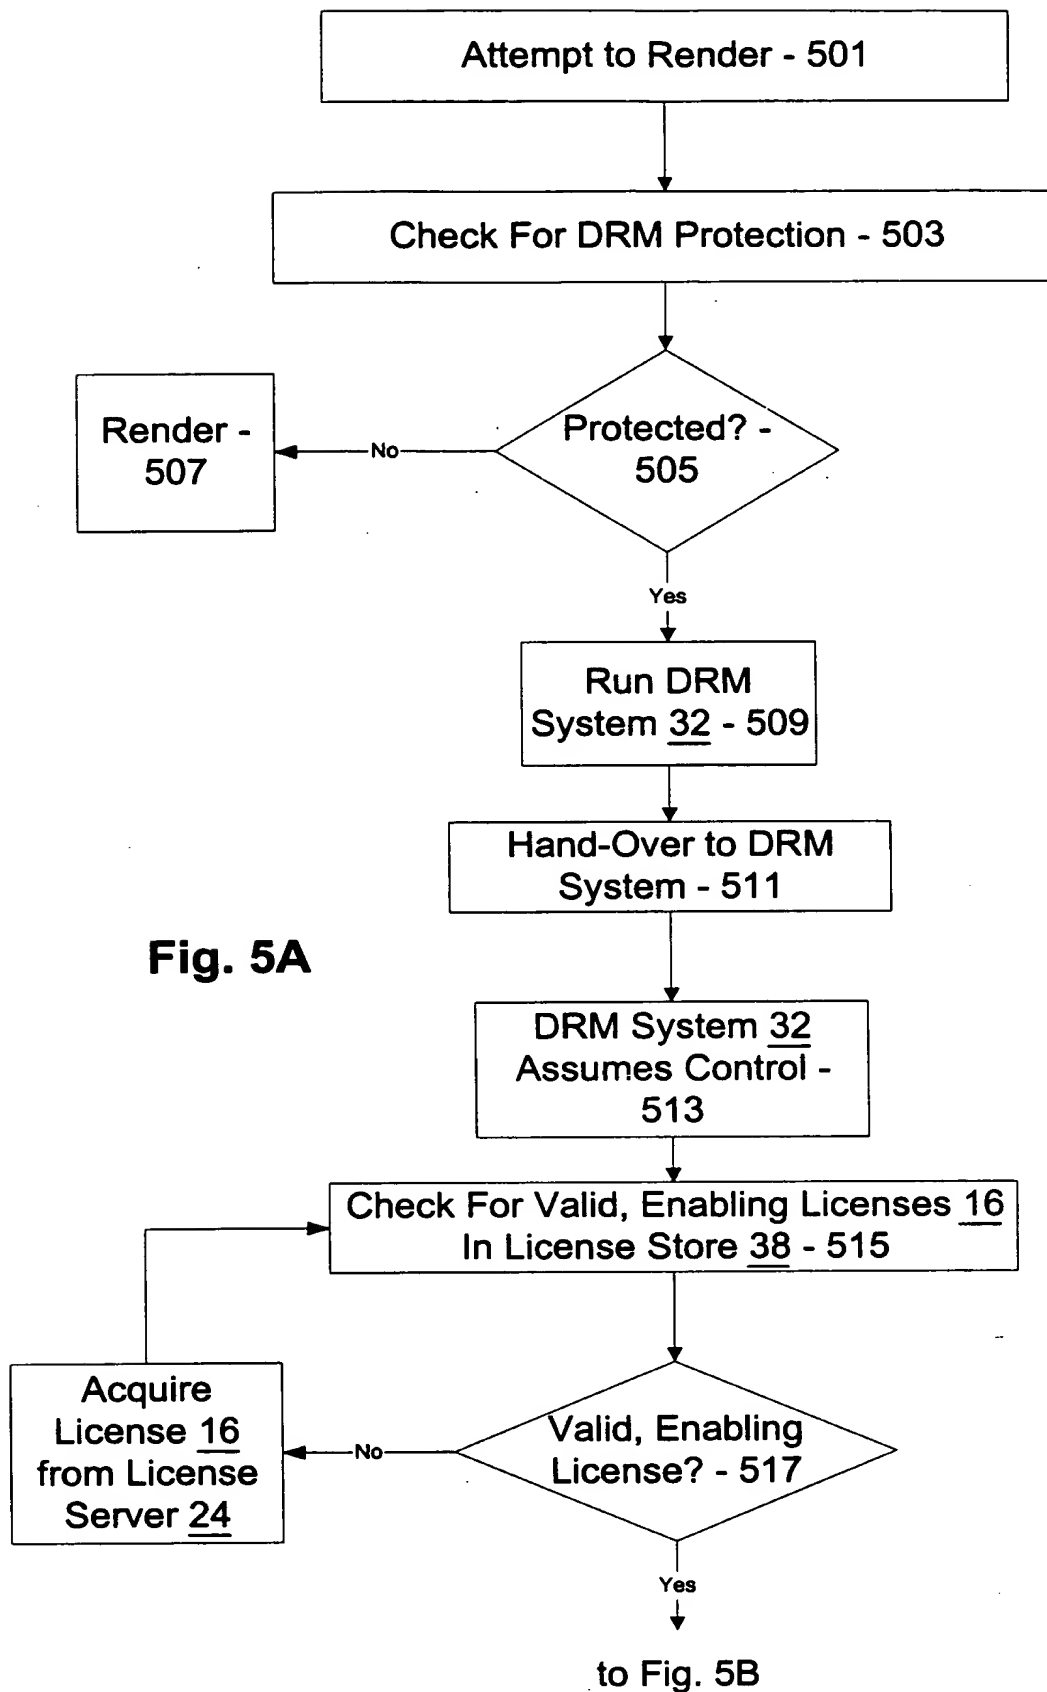 Attempt to Render - 501
Check For DRM Protection - 503
Protected? -
505
No
Render -
507
Yes
Run DRM
System 32 - 509
Hand-Over to DRM
System - 511
Fig. 5A
DRM System 32
Assumes Control -
513
Check For Valid, Enabling Licenses 16
In License Store 38 - 515
Valid, Enabling
License? - 517
No
Acquire
License 16
from License
Server 24
Yes
to Fig. 5B